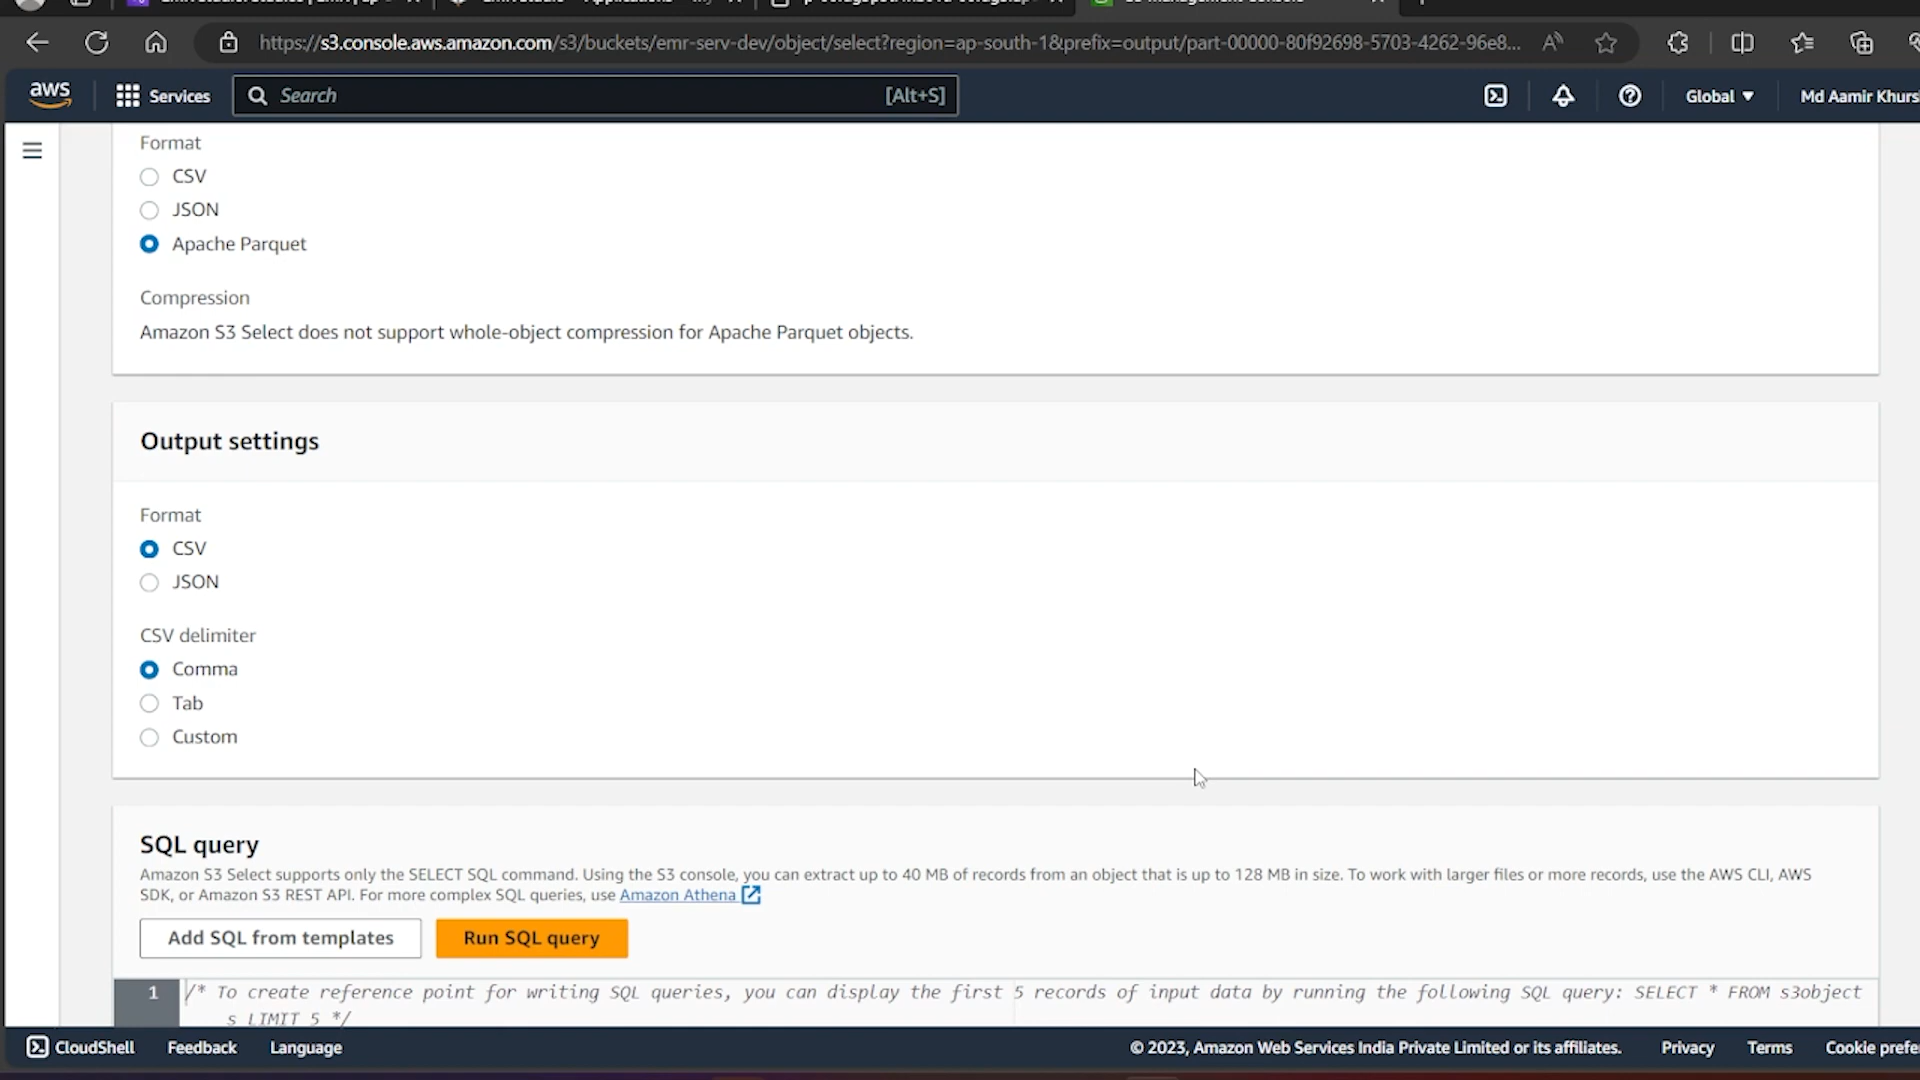 https://s3.console.aws.amazon.com/s3/buckets/emr-serv-dev/object/select?region=ap-south-1&prefix=output/part-00000-80f92698-5703-4262-96e8...
aws
Services
Search
[Alt+S]
Global
Md Aamir Khurs
Format
CSV
JSON
Apache Parquet
Compression
Amazon S3 Select does not support whole-object compression for Apache Parquet objects.
Output settings
Format
CSV
JSON
CSV delimiter
Comma
Tab
Custom
SQL query
Amazon S3 Select supports only the SELECT SQL command. Using the S3 console, you can extract up to 40 MB of records from an object that is up to 128 MB in size. To work with larger files or more records, use the AWS CLI, AWS
SDK, or Amazon S3 REST API. For more complex SQL queries, use Amazon Athena
Add SQL from templates
Run SQL query
1 /* To create reference point for writing SQL queries, you can display the first 5 records of input data by running the following SQL query: SELECT * FROM s3object
s LIMIT 5 */
CloudShell
Feedback
Language
© 2023, Amazon Web Services India Private Limited or its affiliates.
Privacy
Terms
Cookie prefe